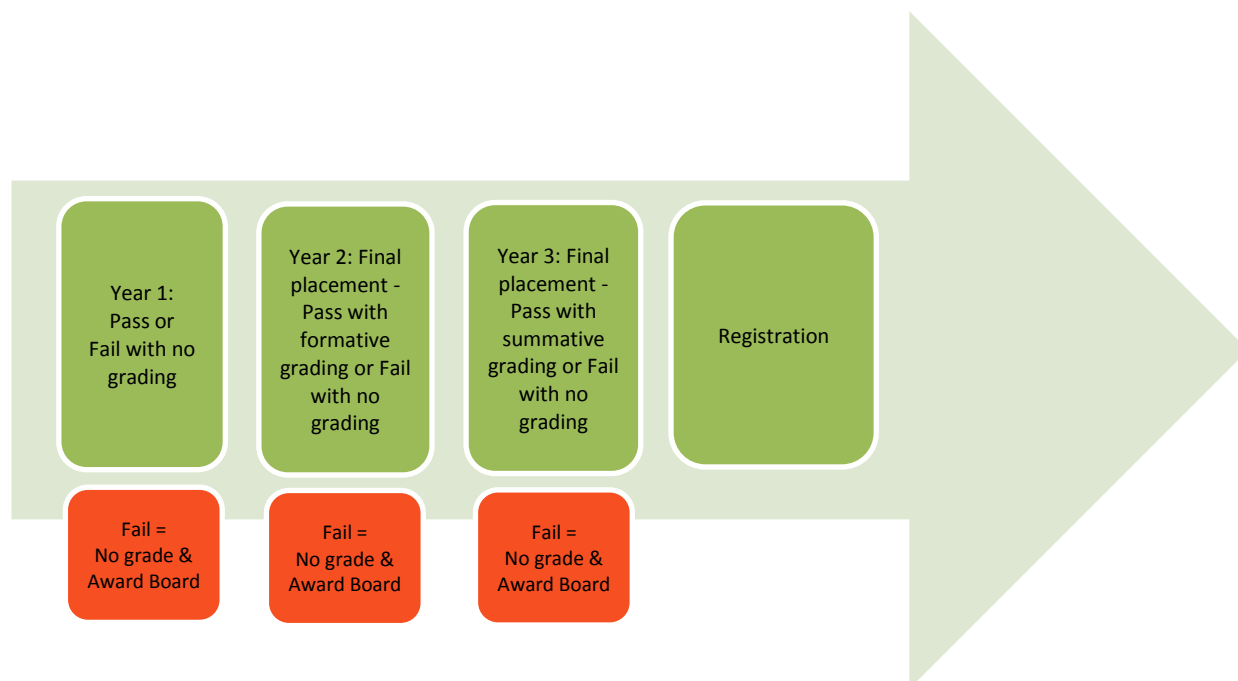 Year 1:
Pass or
Fail with no
grading
Year 2: Final
placement -
Pass with
formative
grading or Fail
with no
grading
Year 3: Final
placement -
Pass with
summative
grading or Fail
with no
grading
Registration
Fail =
No grade &
Award Board
Fail =
No grade &
Award Board
Fail =
No grade &
Award Board